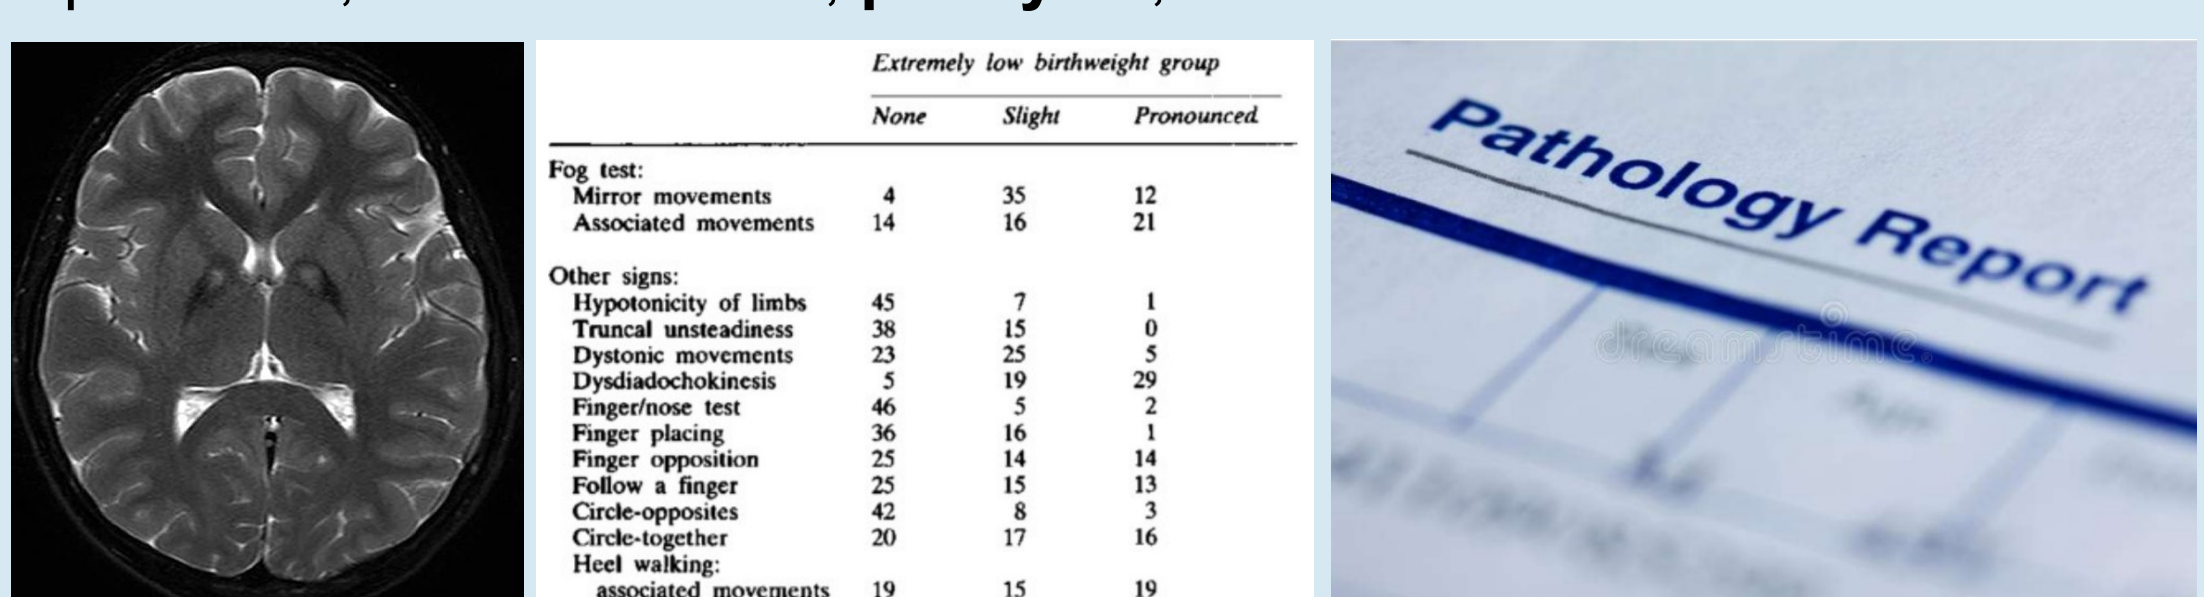 Extremely low birthweight group
None Slight Pronounced
Fog test:
Mirror movements 4 35 12
Associated movements 14 16 21
Other signs:
Hypotonicity of limbs 45 7 1
Truncal unsteadiness 38 15 0
Dystonic movements 23 25 5
Dysdiadochokinesis 5 19 29
Finger/nose test 46 5 2
Finger placing 36 16 1
Finger opposition 25 14 14
Follow a finger 25 15 13
Circle-opposites 42 8 3
Circle-together 20 17 16
Heel walking:
associated movements 19 15 19
Pathology Report
dreamstime.